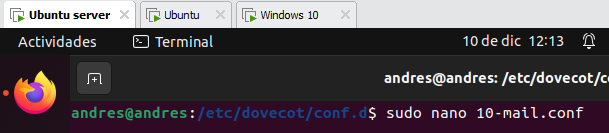 Ubuntu server Ubuntu Windows 10
Actividades Terminal 10 de dic 12:13
andres@andres: /etc/dovecot/co
andres@andres:/etc/dovecot/conf.d$ sudo nano 10-mail.conf